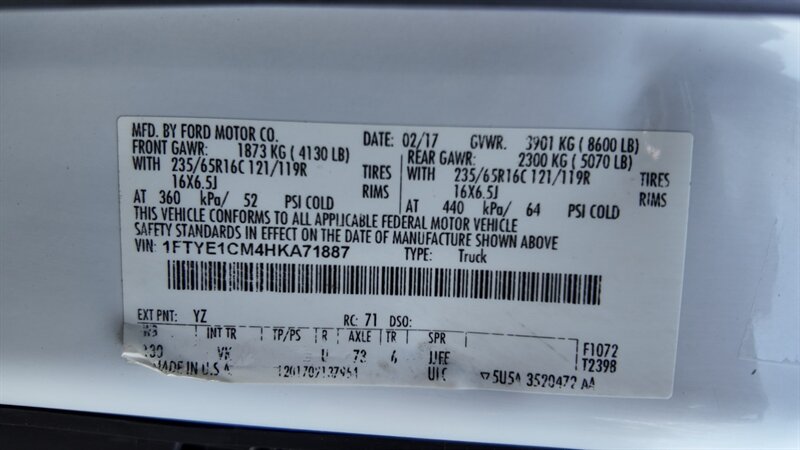 MFD. BY FORD MOTOR CO. DATE: 02/17 GVWR: 3901 KG ( 8600 LB)
FRONT GAWR: 1873 KG ( 4130 LB) REAR GAWR: 2300 KG ( 5070 LB)
WITH 235/65R16C 121/119R TIRES WITH 235/65R16C 121/119R TIRES
16X6.5J RIMS 16X6.5J RIMS
AT 360 kPa/ 52 PSI COLD AT 440 kPa/ 64 PSI COLD
THIS VEHICLE CONFORMS TO ALL APPLICABLE FEDERAL MOTOR VEHICLE
SAFETY STANDARDS IN EFFECT ON THE DATE OF MANUFACTURE SHOWN ABOVE
VIN: 1FTYE1CM4HKA71887 TYPE: Truck
EXT PNT: YZ RC: 71 DSO:
WB INT TR TP/PS R AXLE TR SPR F1072
73 T2398
MADE IN U.S.A.